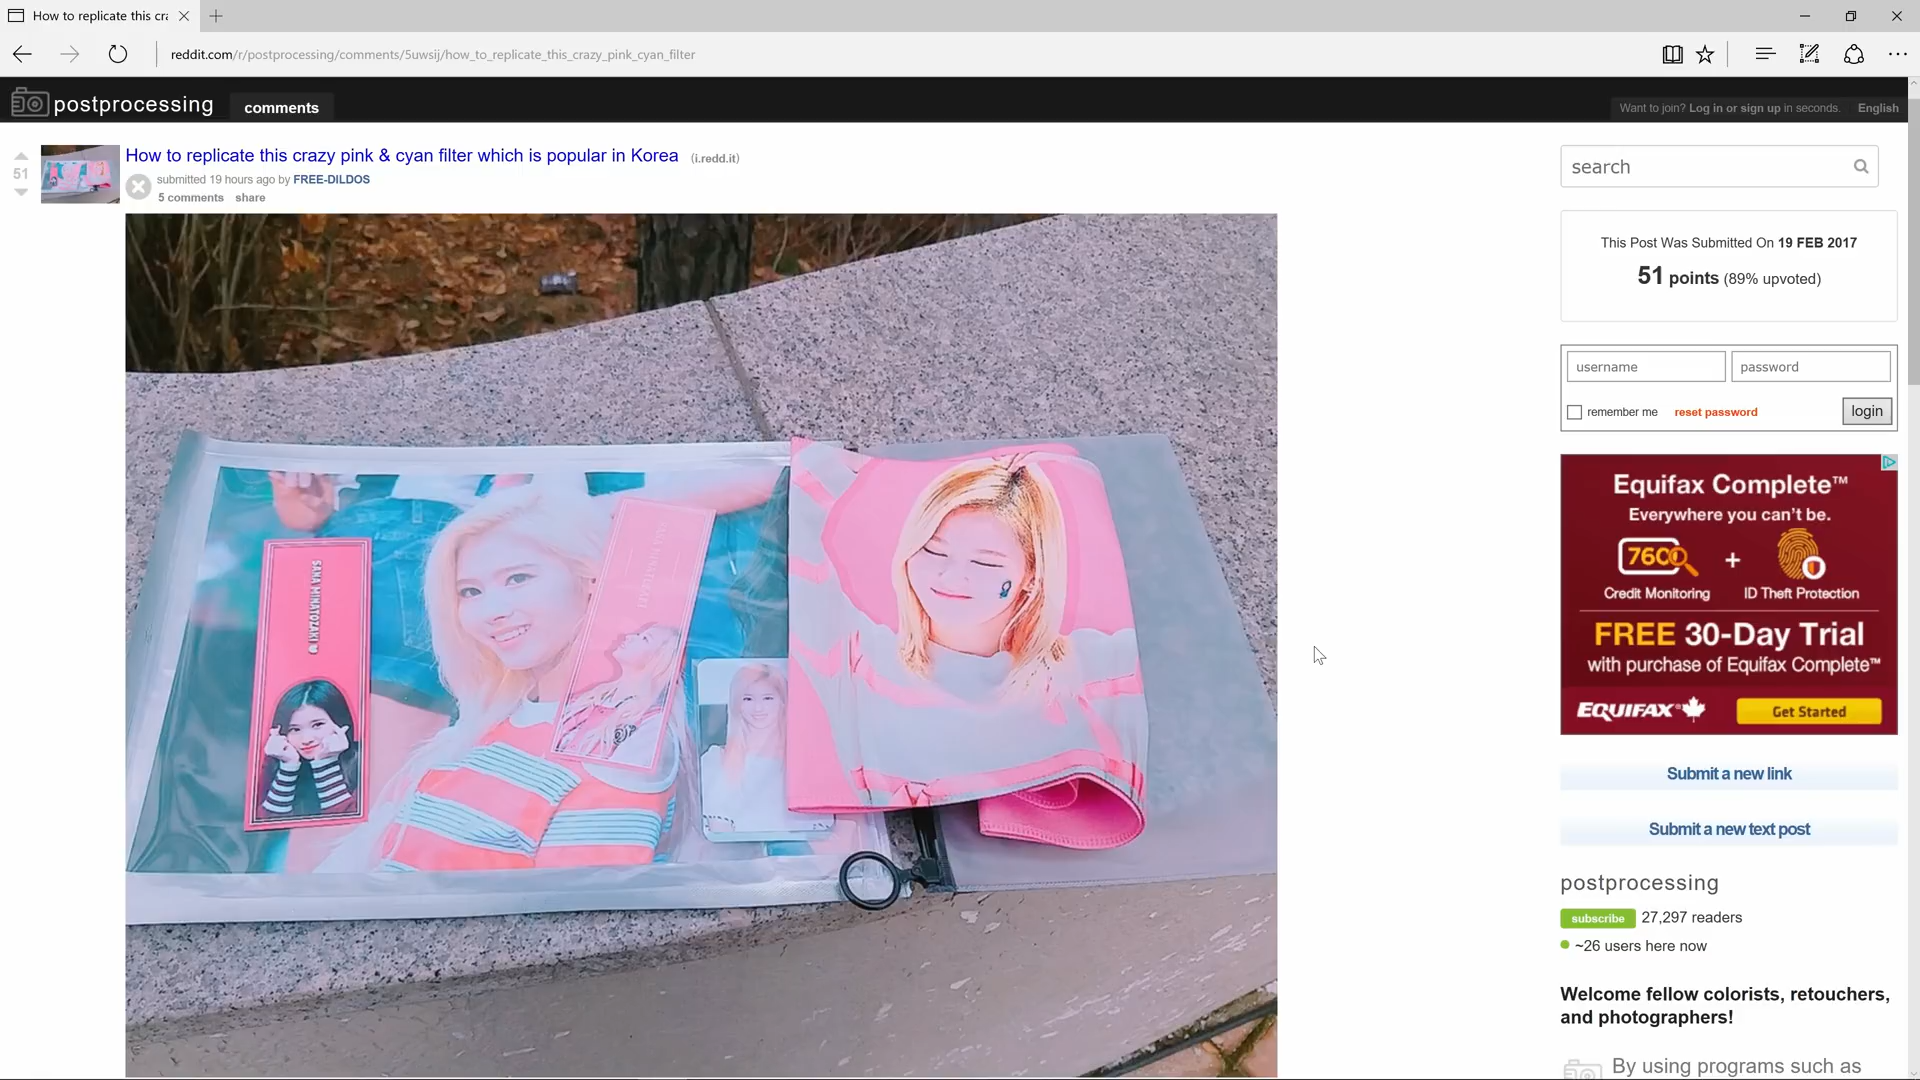 How to replicate this cra
reddit.com/r/postprocessing/comments/5uwsij/how_to_replicate_this_crazy_pink_cyan_filter
postprocessing
comments
Want to join? Log in or sign up in seconds.
English
51
How to replicate this crazy pink & cyan filter which is popular in Korea (i.redd.it)
submitted 19 hours ago by FREE-DILDOS
5 comments share
SANA MINATOZAKI
SANA MINATOZAKI
search
This Post Was Submitted On 19 FEB 2017
51 points (89% upvoted)
username
password
remember me
reset password
login
Equifax Complete™
Everywhere you can't be.
760
+
Credit Monitoring
ID Theft Protection
FREE 30-Day Trial
with purchase of Equifax Complete™
EQUIFAX
Get Started
Submit a new link
Submit a new text post
postprocessing
subscribe 27,297 readers
~26 users here now
Welcome fellow colorists, retouchers,
and photographers!
By using programs such as